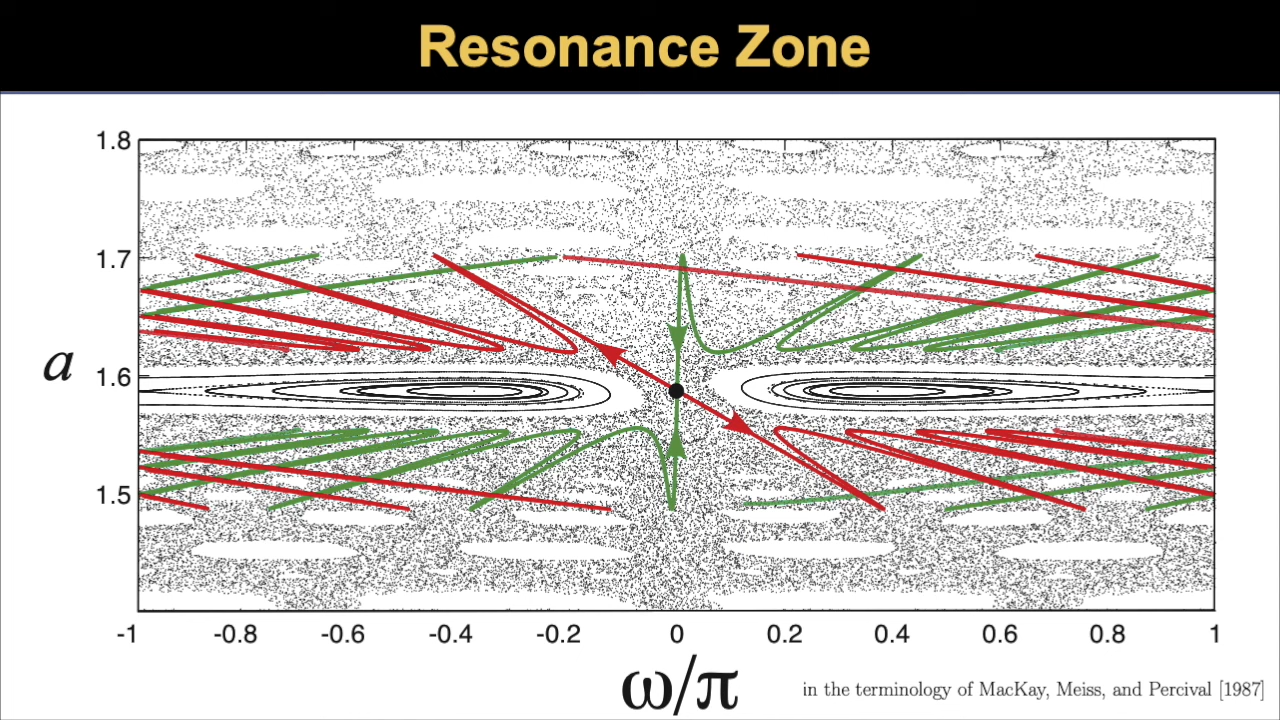 Resonance Zone
1.8
1.7
a
1.6
1.5
-1 -0.8 -0.6 -0.4 -0.2 0 0.2 0.4 0.6 0.8 1
ω/π
in the terminology of MacKay, Meiss, and Percival [1987]